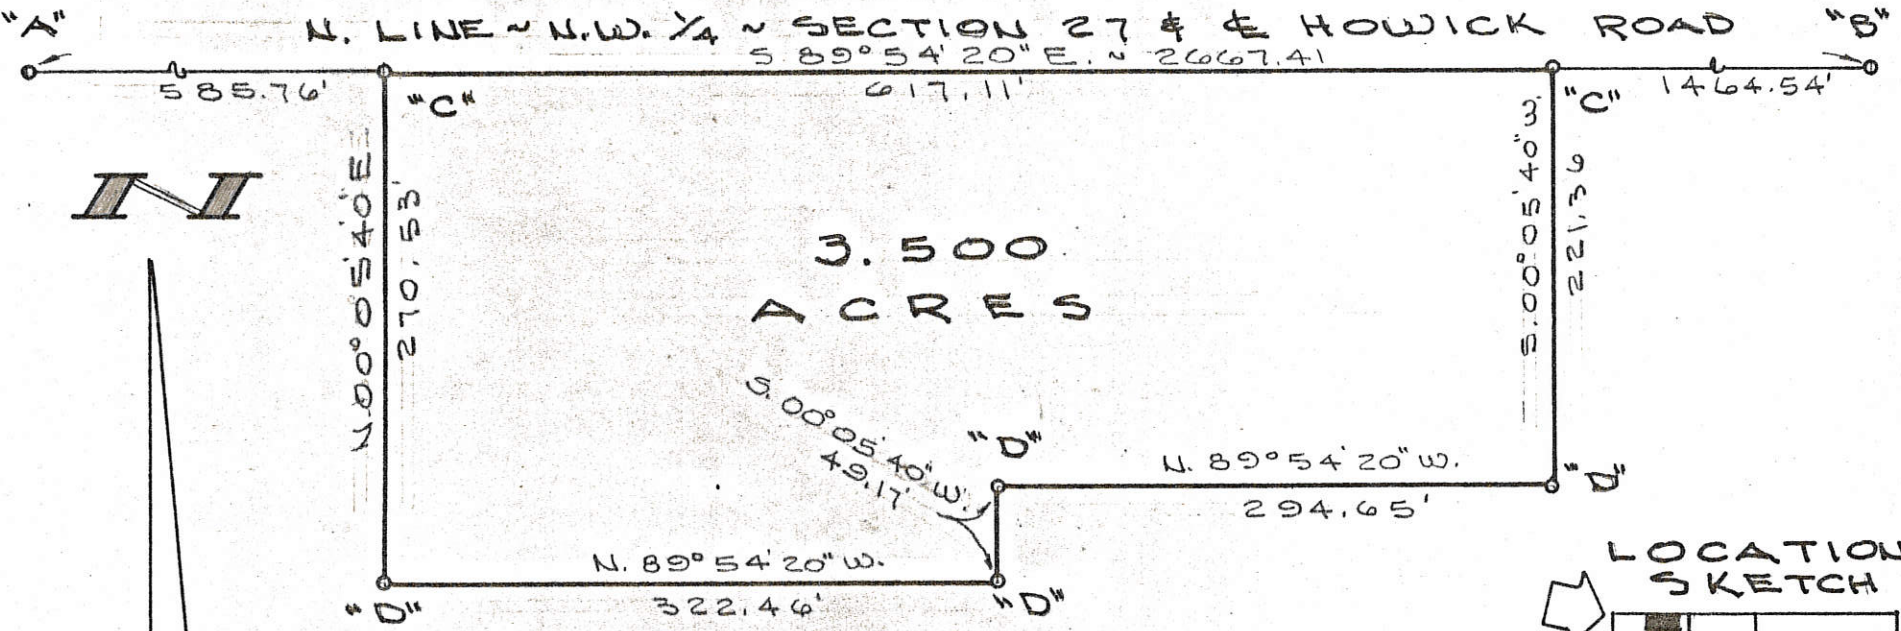 "A" N. LINE ~ N.W. ¼ ~ SECTION 27 & ℄ HOWICK ROAD "B"
S 89° 54' 20" E. ~ 2667.41
585.76' 617.11' 1464.54'
"C" "C"
N. 00° 05' 40" E
270.53'
S. 00° 05' 40" W
221.36
N
3.500
ACRES
S. 00° 05' 40" W.
49.17'
"D"
N. 89° 54' 20" W.
294.65'
"D"
N. 89° 54' 20" W.
322.46'
"D" "D"
LOCATION
SKETCH